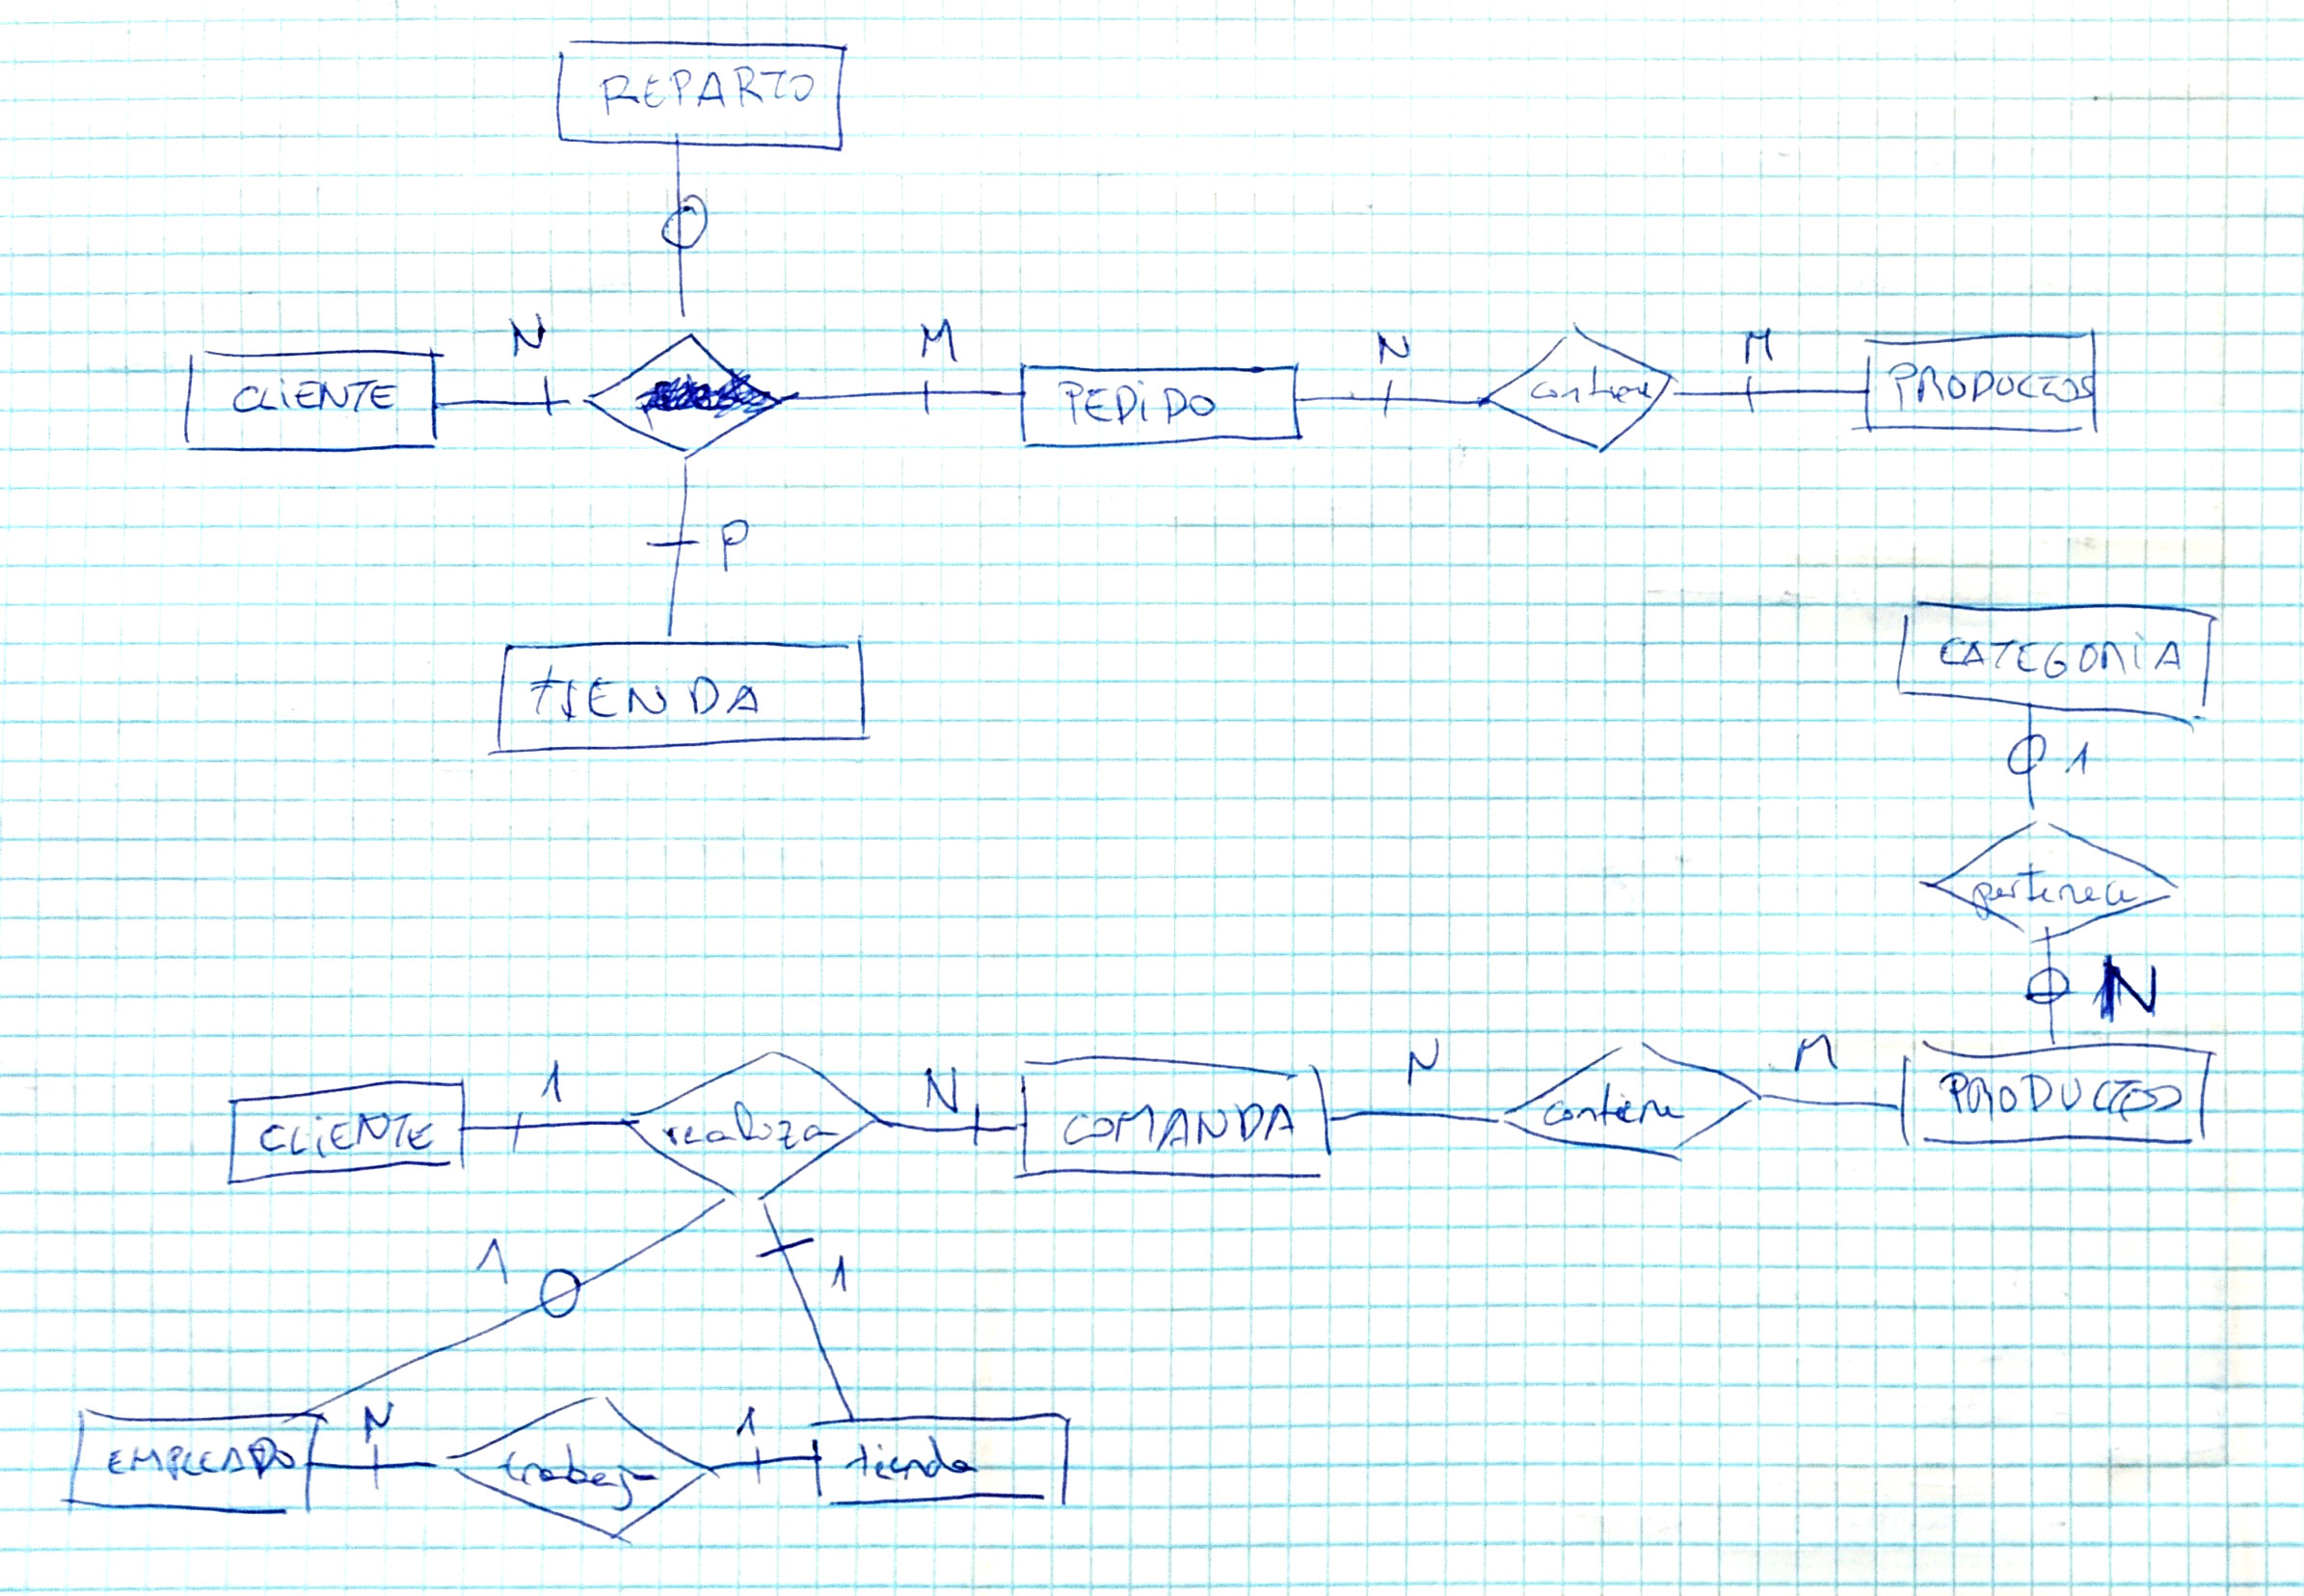 REPARTO
N M N M
CLIENTE PEDIDO contiene PRODUCTOS
P
TIENDA
CATEGORIA
1
pertenece
N
1 N N M
CLIENTE realiza COMANDA contiene PRODUCTOS
1 1
N 1
EMPLEADO trabaja tienda